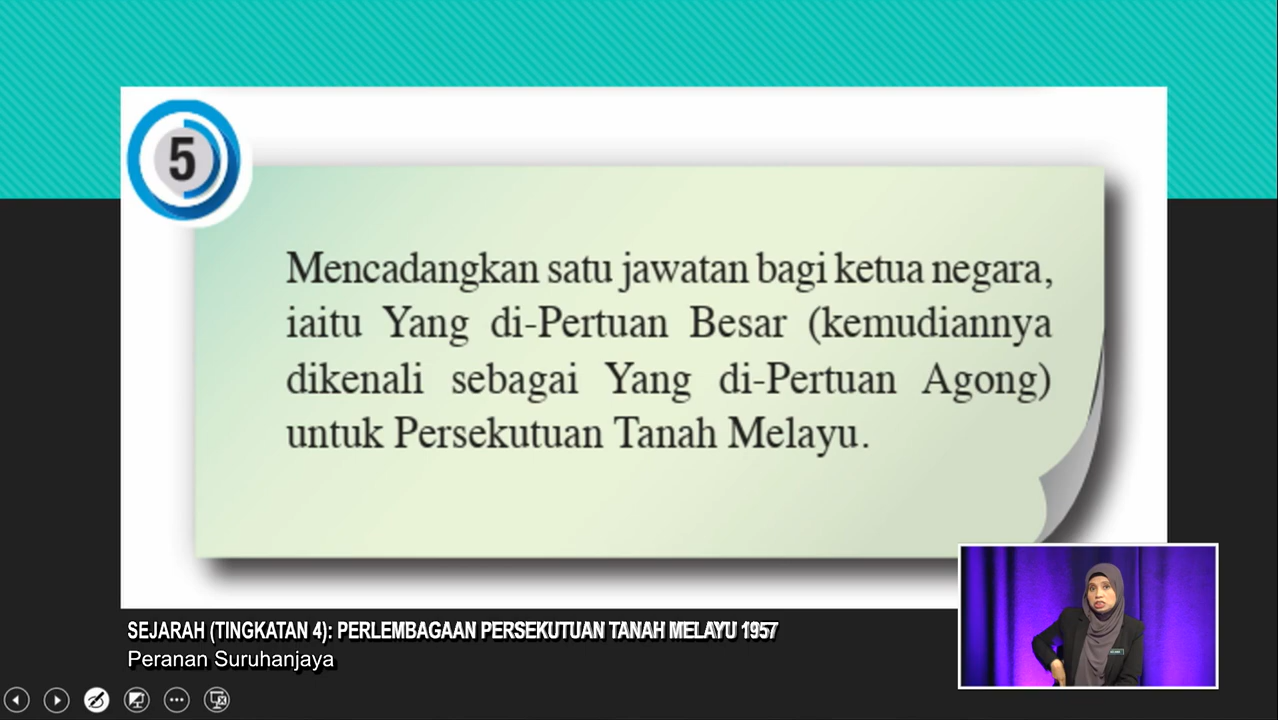 5
Mencadangkan satu jawatan bagi ketua negara,
iaitu Yang di-Pertuan Besar (kemudiannya
dikenali sebagai Yang di-Pertuan Agong)
untuk Persekutuan Tanah Melayu.
SEJARAH (TINGKATAN 4): PERLEMBAGAAN PERSEKUTUAN TANAH MELAYU 1957
Peranan Suruhanjaya